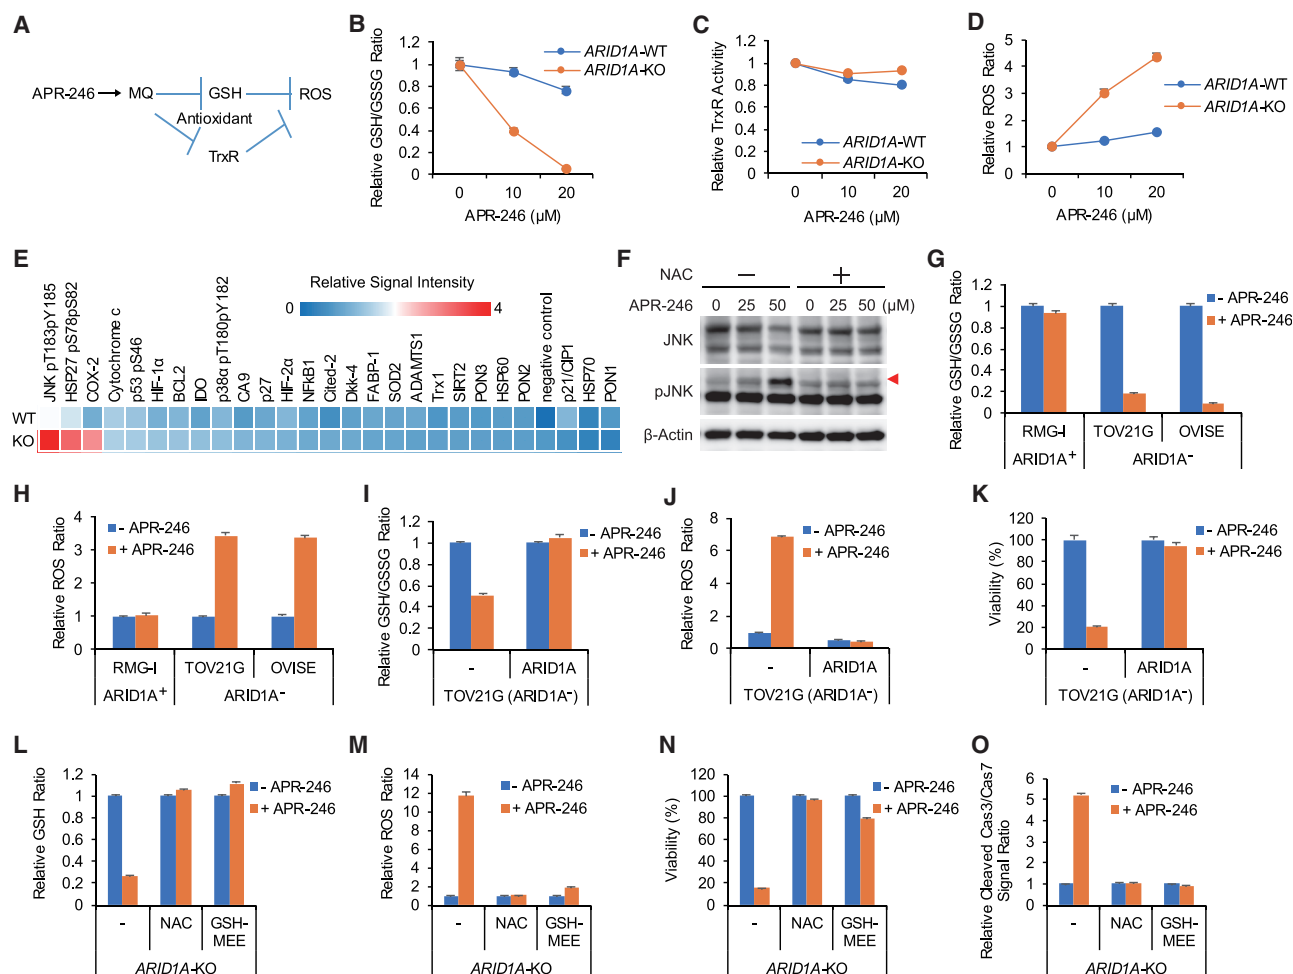 A
APR-246
MQ
GSH
ROS
Antioxidant
TrxR
B
Relative GSH/GSSG Ratio
1.2
1
0.8
0.6
0.4
0.2
0
0
10
20
APR-246 (µM)
ARID1A-WT
ARID1A-KO
C
Relative TrxR Activitiy
1.2
1
0.8
0.6
0.4
0.2
0
0
10
20
APR-246 (µM)
ARID1A-WT
ARID1A-KO
D
Relative ROS Ratio
5
4
3
2
1
0
0
10
20
APR-246 (µM)
ARID1A-WT
ARID1A-KO
E
Relative Signal Intensity
0
4
JNK pT183pY185
HSP27 pS78pS82
COX-2
Cytochrome c
p53 pS46
HIF-1α
BCL2
IDO
p38α pT180pY182
CA9
p27
HIF-2α
NFkB1
Cited-2
Dkk-4
FABP-1
SOD2
ADAMTS1
Trx1
SIRT2
PON3
HSP60
PON2
negative control
p21/CIP1
HSP70
PON1
WT
KO
F
NAC
—
+
APR-246
0
25
50
0
25
50
(µM)
JNK
pJNK
β-Actin
G
Relative GSH/GSSG Ratio
1.2
1
0.8
0.6
0.4
0.2
0
- APR-246
+ APR-246
RMG-I
TOV21G
OVISE
ARID1A+
ARID1A-
H
Relative ROS Ratio
4
3
2
1
0
- APR-246
+ APR-246
RMG-I
TOV21G
OVISE
ARID1A+
ARID1A-
I
Relative GSH/GSSG Ratio
1.2
1
0.8
0.6
0.4
0.2
0
- APR-246
+ APR-246
-
ARID1A
TOV21G (ARID1A-)
J
Relative ROS Ratio
8
6
4
2
0
- APR-246
+ APR-246
-
ARID1A
TOV21G (ARID1A-)
K
Viability (%)
120
100
80
60
40
20
0
- APR-246
+ APR-246
-
ARID1A
TOV21G (ARID1A-)
L
Relative GSH Ratio
1.2
1
0.8
0.6
0.4
0.2
0
- APR-246
+ APR-246
-
NAC
GSH-
MEE
ARID1A-KO
M
Relative ROS Ratio
14
12
10
8
6
4
2
0
- APR-246
+ APR-246
-
NAC
GSH-
MEE
ARID1A-KO
N
Viability (%)
120
100
80
60
40
20
0
- APR-246
+ APR-246
-
NAC
GSH-
MEE
ARID1A-KO
O
Relative Cleaved Cas3/Cas7
Signal Ratio
6
5
4
3
2
1
0
- APR-246
+ APR-246
-
NAC
GSH-
MEE
ARID1A-KO